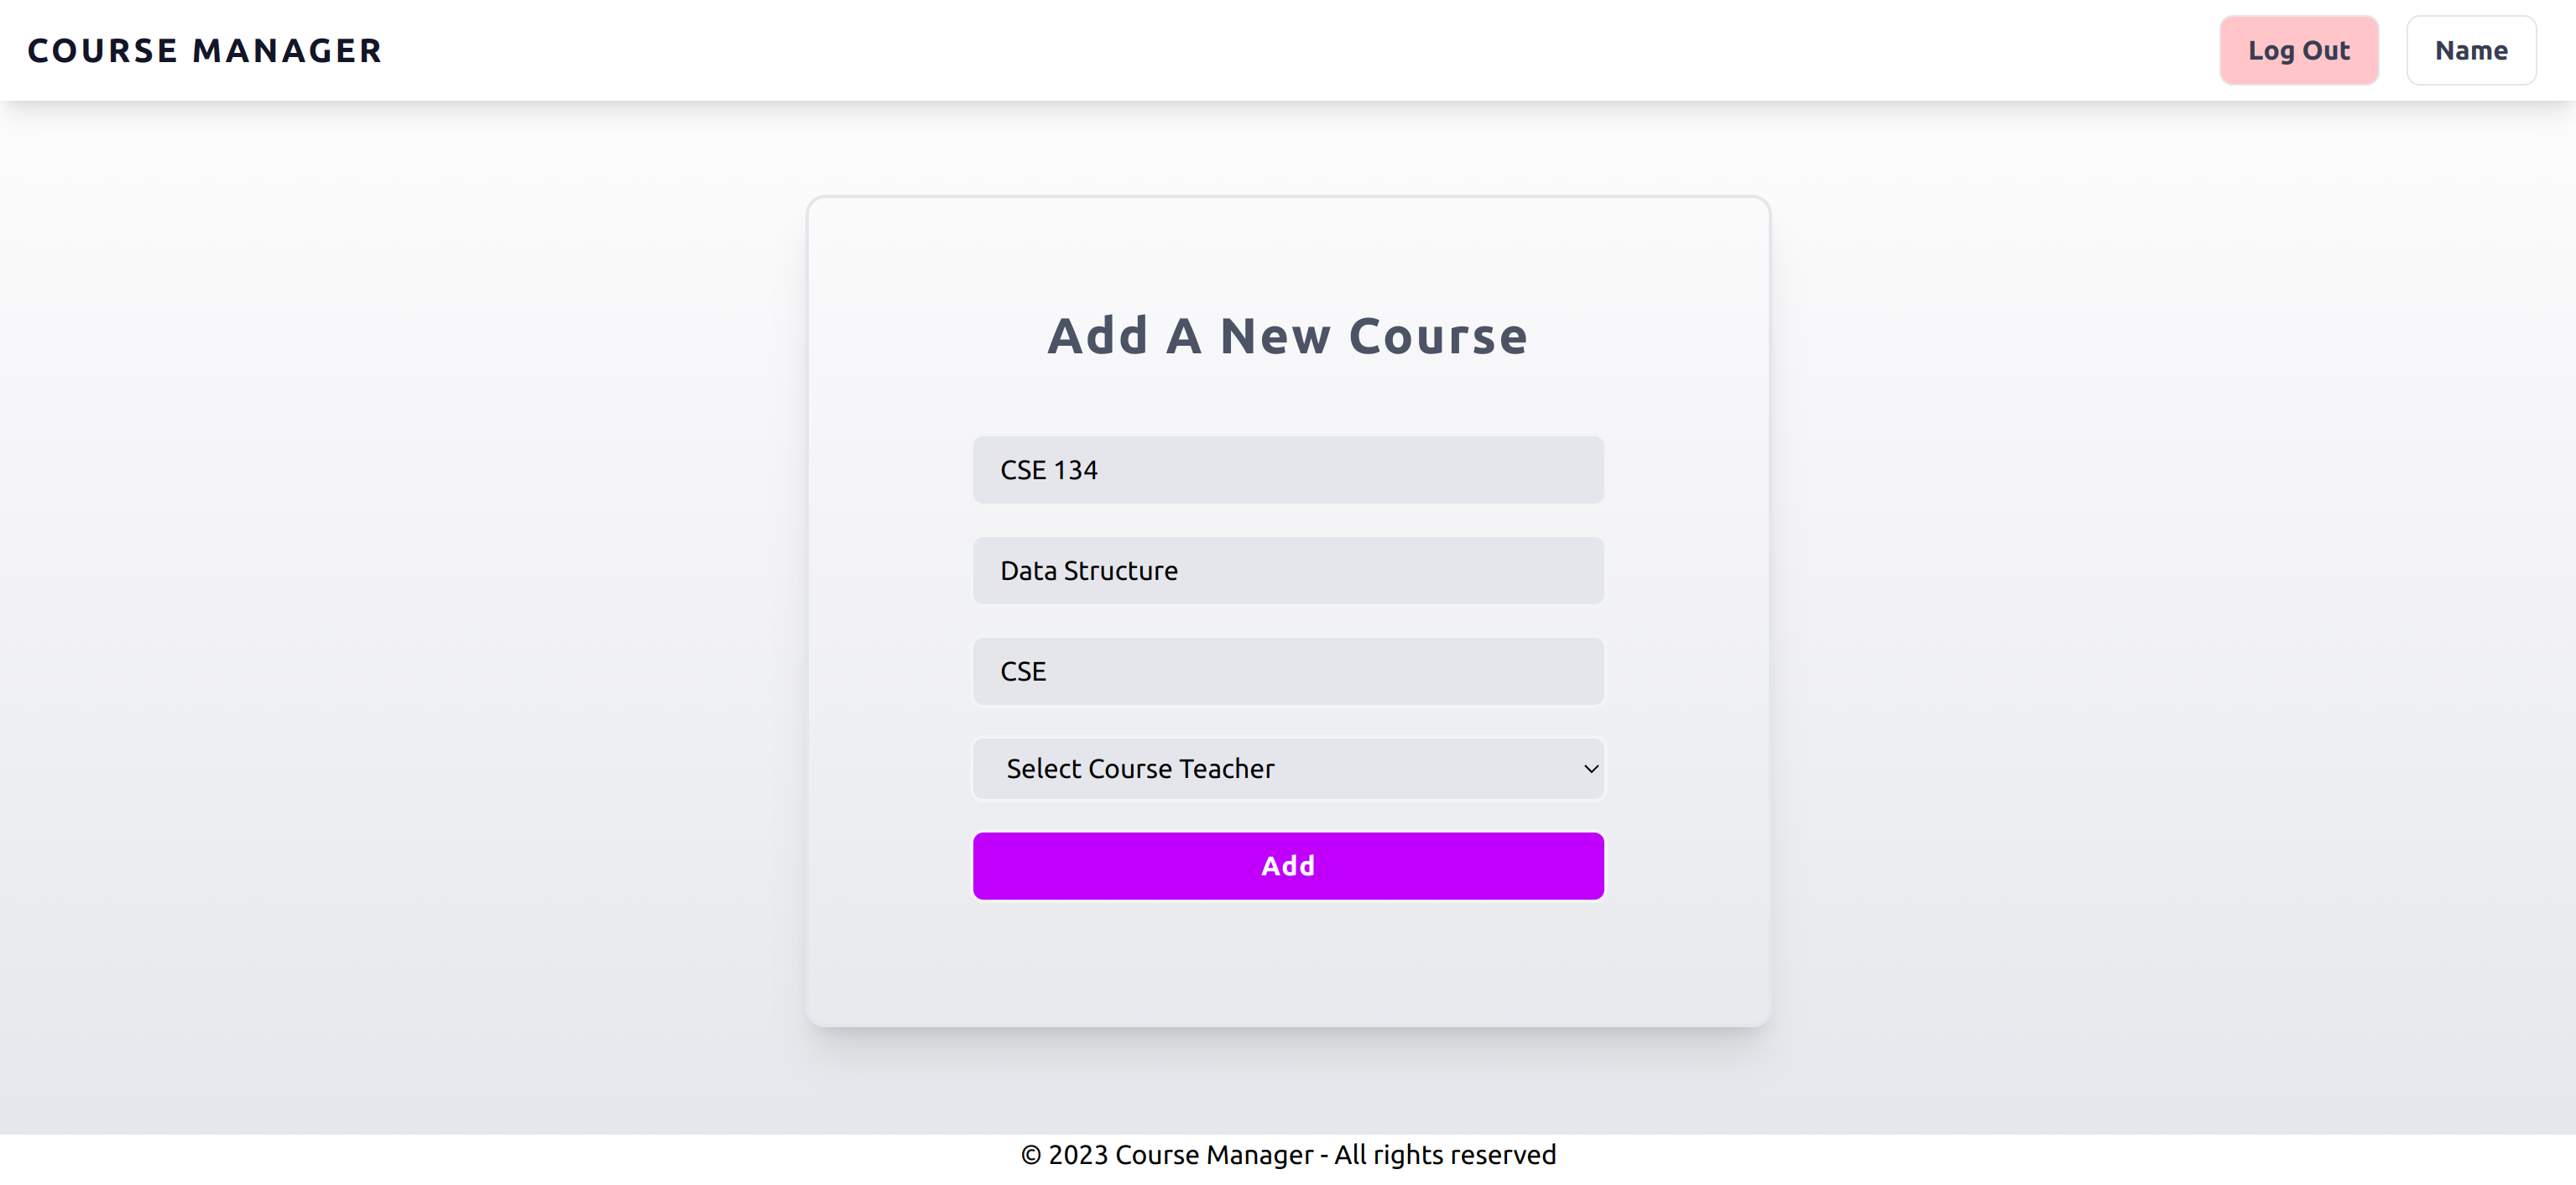 COURSE MANAGER
Log Out
Name
Add A New Course
CSE 134
Data Structure
CSE
Select Course Teacher
Add
© 2023 Course Manager - All rights reserved